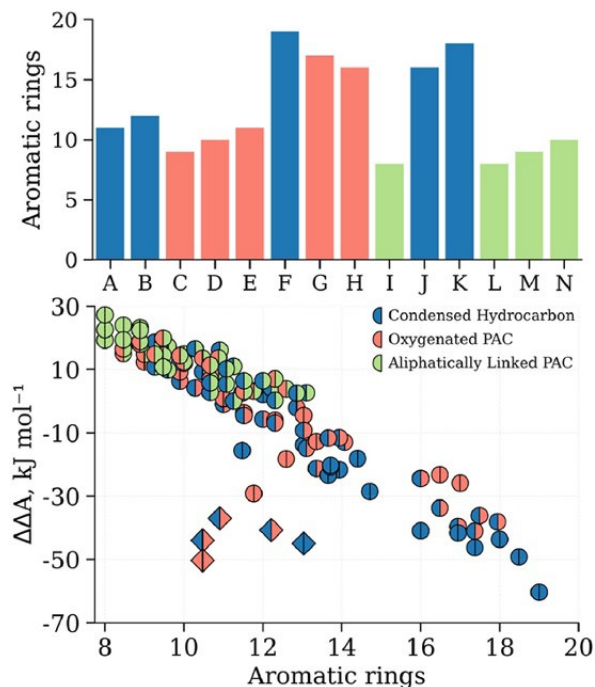 20
15
10
5
0
Aromatic rings
A B C D E F G H I J K L M N
30
10
-10
-30
-50
-70
ΔΔA, kJ mol⁻¹
Condensed Hydrocarbon
Oxygenated PAC
Aliphatically Linked PAC
8 10 12 14 16 18 20
Aromatic rings